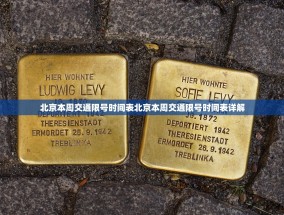 HIER WOHNTE
LUDWIG LEVY
DEPORTIERT
THERESIENSTADT
ERMORDET 26.9.1942
TREBLINKA
HIER WOHNTE
SOFIE LEVY
1872
DEPORTIERT 1942
THERESIENSTADT
ERMORDET 26.9.1942
TREBLINKA
北京本周交通限号时间表北京本周交通限号时间表详解